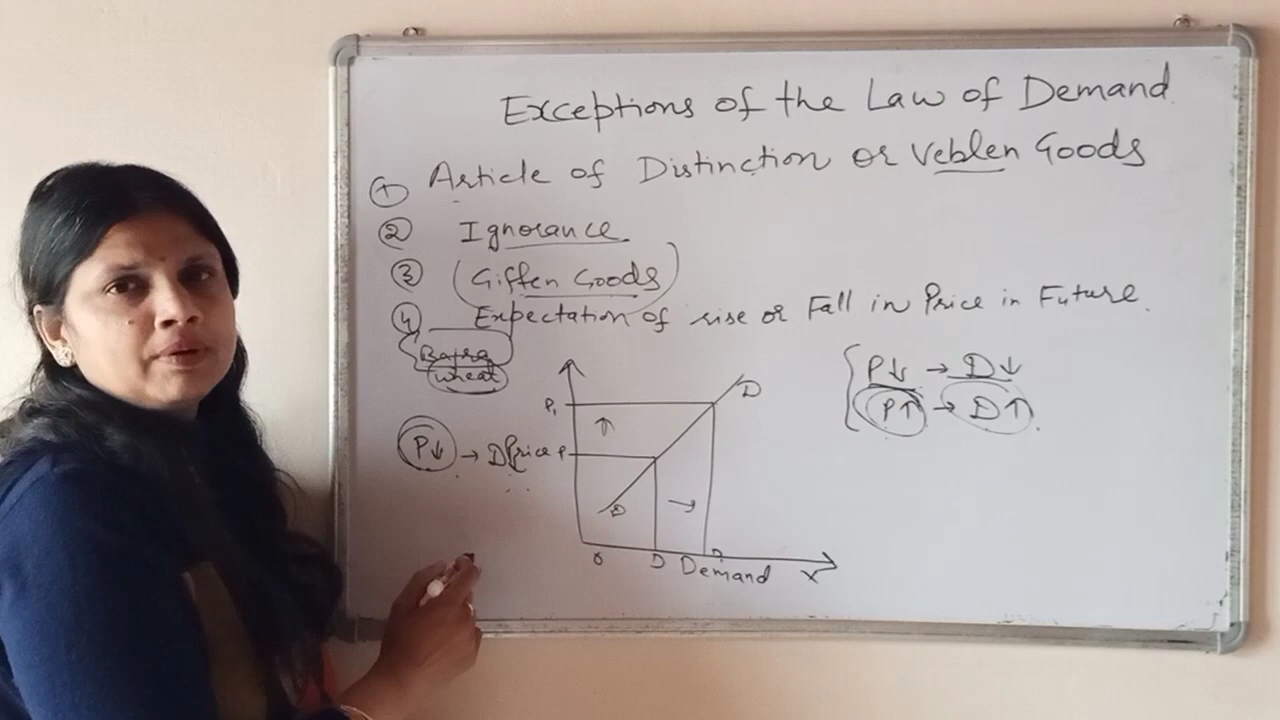 Exceptions of the Law of Demand
① Article of Distinction or Veblen Goods
② Ignorance
③ (Giffen Goods)
④ Expectation of rise or Fall in Price in Future.
Bajra
Wheat
P↓ → D↓
P↑ → D↑
P↓ → D
Price
P₁
P
D
D
O
D
D
Demand
X